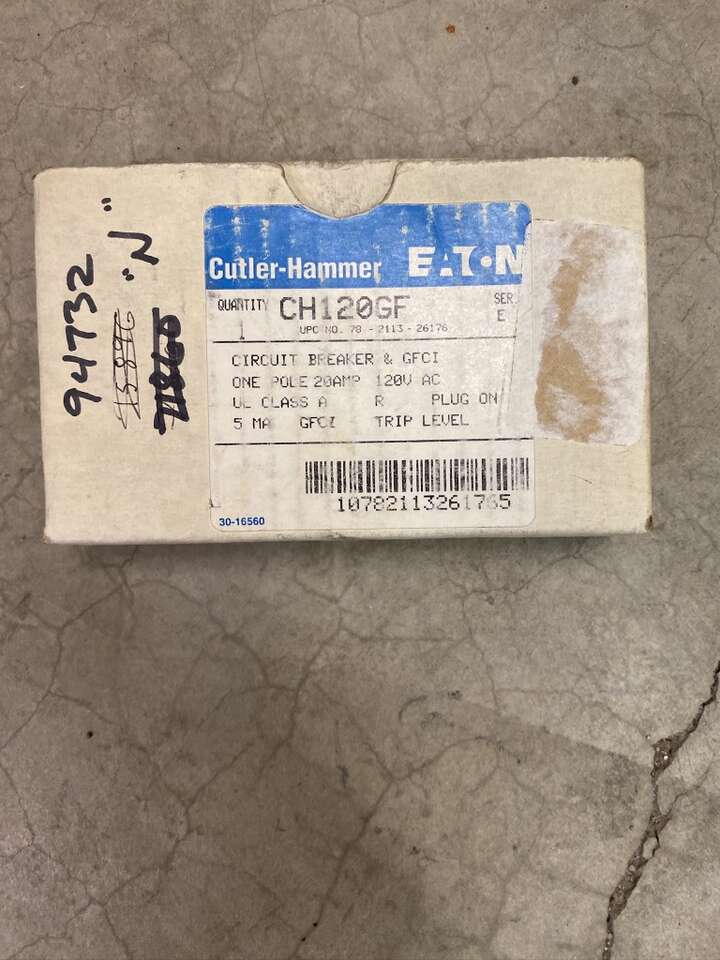 94732
"N"
Cutler-Hammer EATON
QUANTITY CH120GF SER.
1 E
UPC NO. 78 - 2113 - 26176
CIRCUIT BREAKER & GFCI
ONE POLE 20AMP 120V AC
UL CLASS A R PLUG ON
5 MA GFCI TRIP LEVEL
10782113261765
30-16560